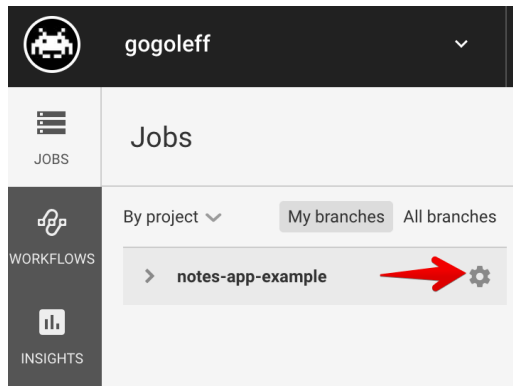 gogoleff
JOBS
Jobs
By project My branches All branches
WORKFLOWS
notes-app-example
INSIGHTS